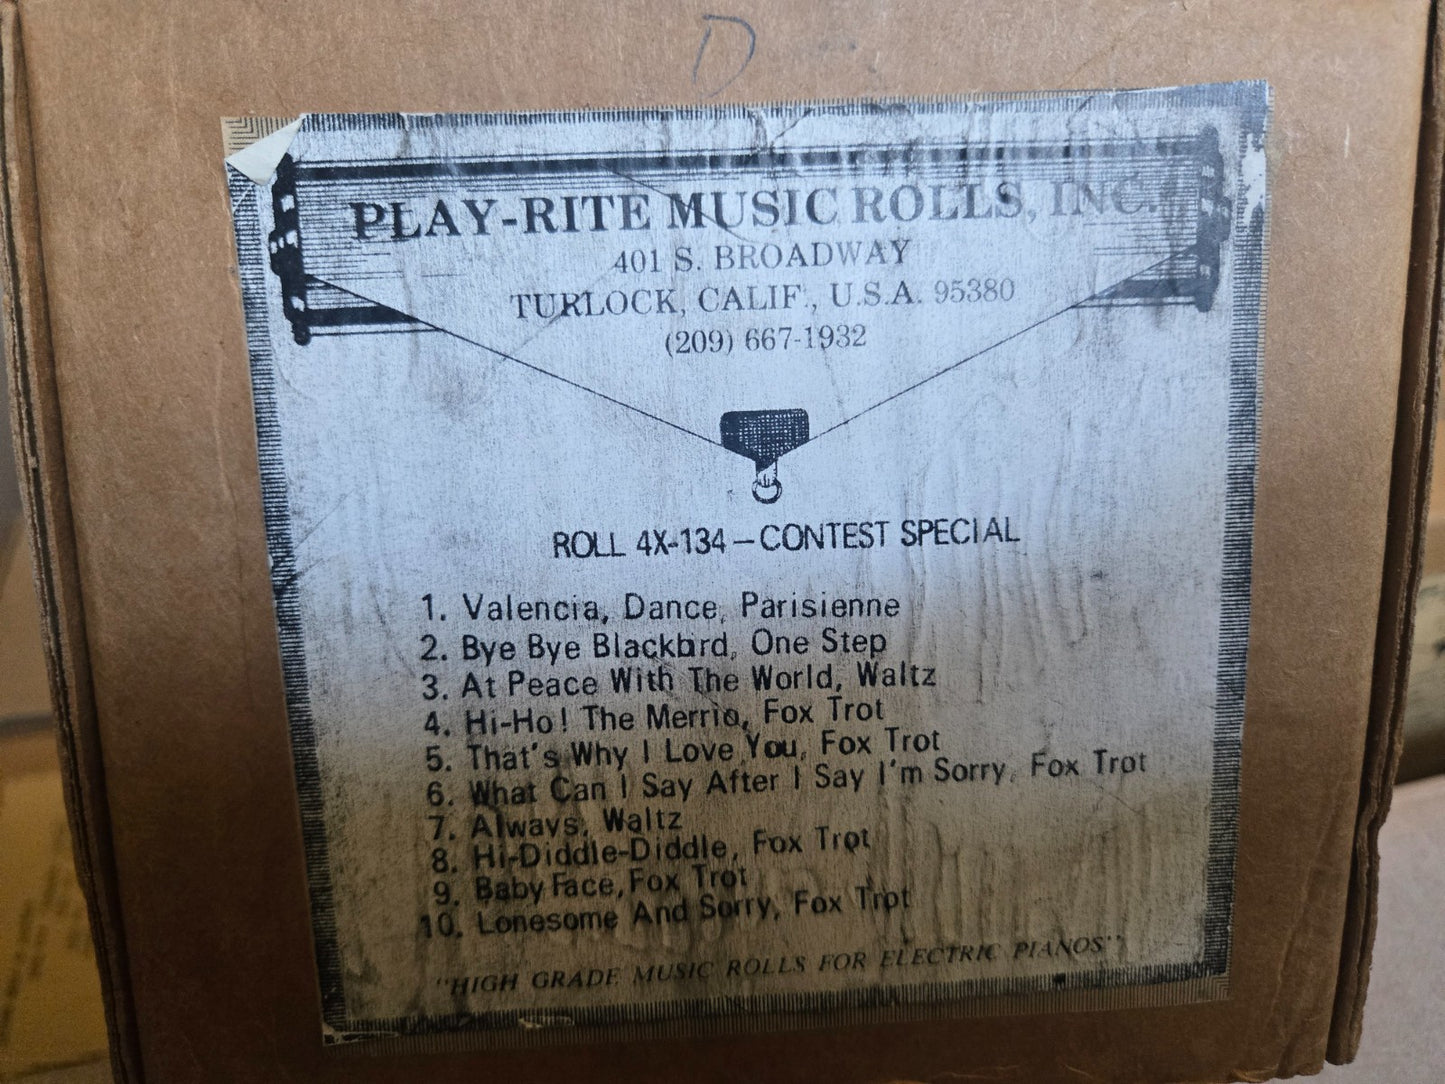 D
PLAY-RITE MUSIC ROLLS, INC.
401 S. BROADWAY
TURLOCK, CALIF., U.S.A. 95380
(209) 667-1932
ROLL 4X-134 — CONTEST SPECIAL
1. Valencia, Dance, Parisienne
2. Bye Bye Blackbird, One Step
3. At Peace With The World, Waltz
4. Hi-Ho! The Merrio, Fox Trot
5. That's Why I Love You, Fox Trot
6. What Can I Say After I Say I'm Sorry, Fox Trot
7. Always, Waltz
8. Hi-Diddle-Diddle, Fox Trot
9. Baby Face, Fox Trot
10. Lonesome And Sorry, Fox Trot
"HIGH GRADE MUSIC ROLLS FOR ELECTRIC PIANOS"